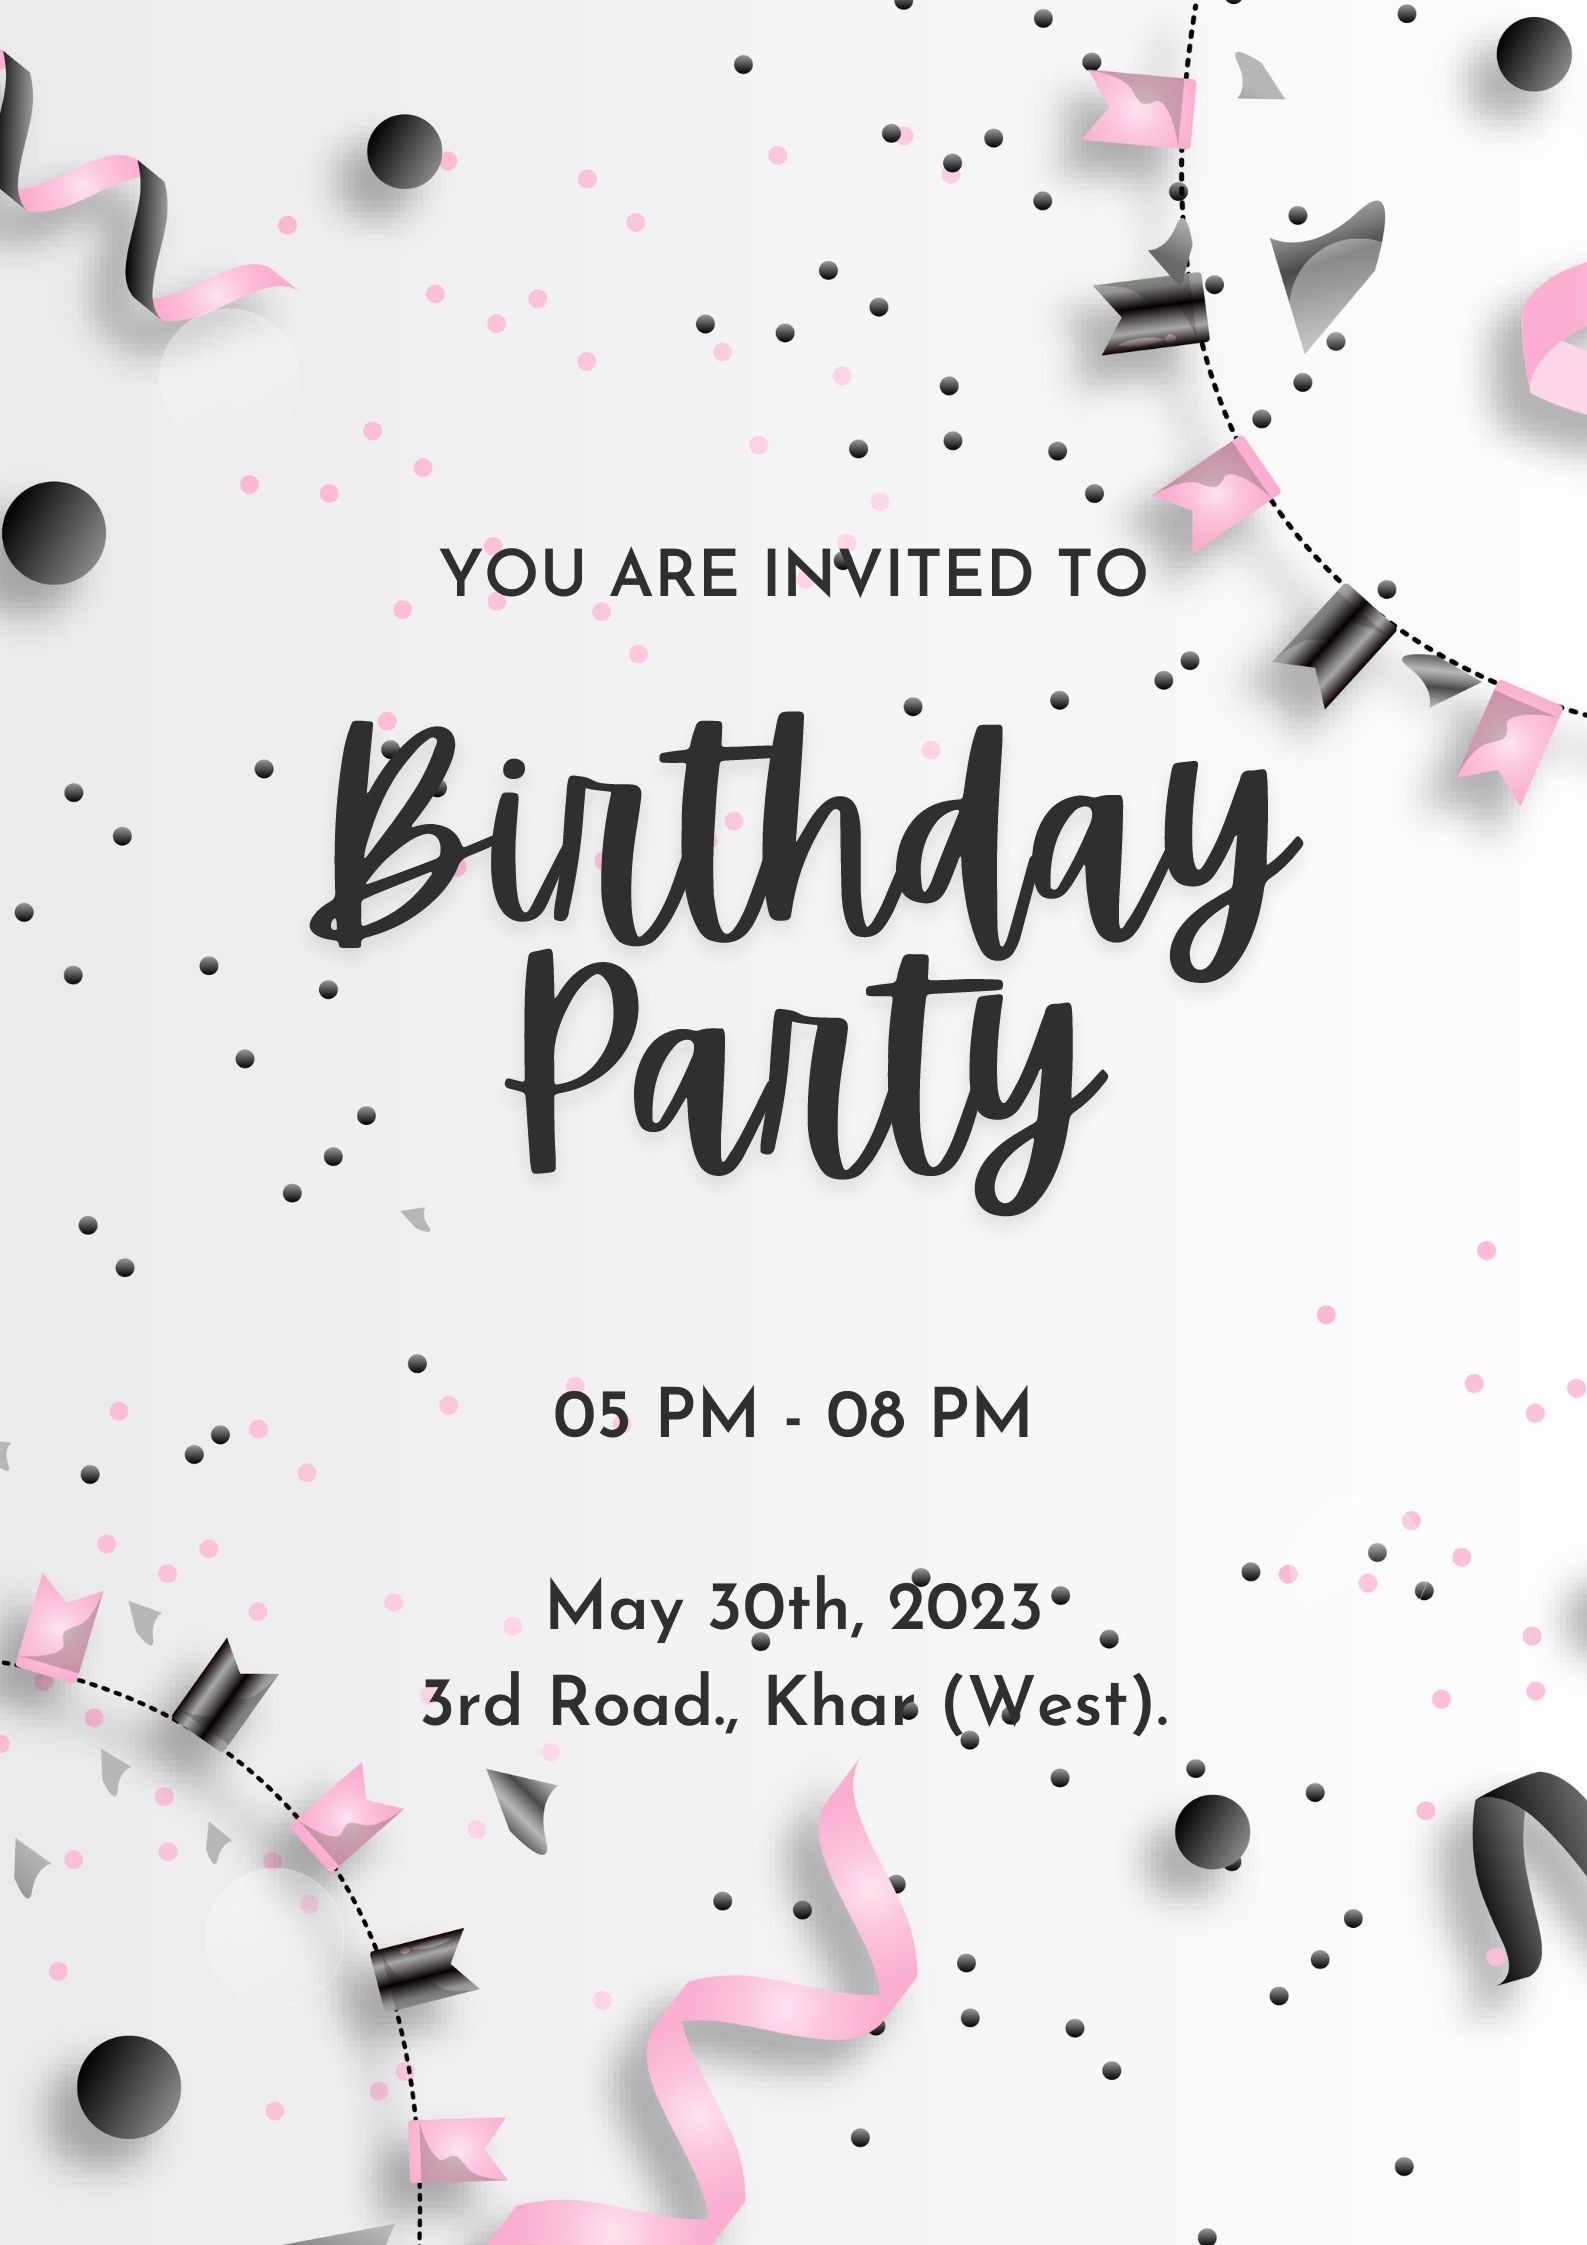 YOU ARE INVITED TO
Birthday
Party
05 PM - 08 PM
May 30th, 2023
3rd Road., Khar (West).